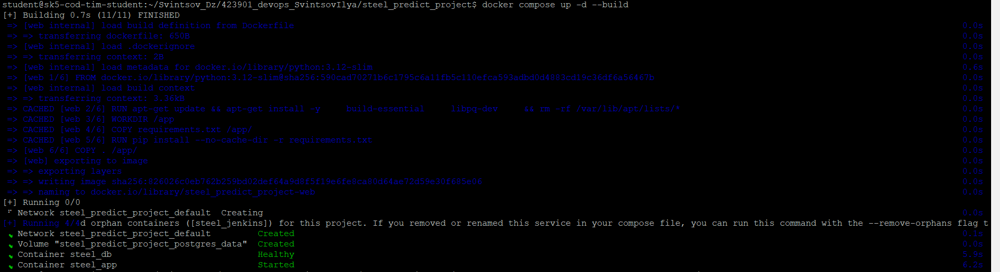 student@sk5-cod-tim-student:~/Svintsov_Dz/423901_devops_SvintsovIlya/steel_predict_project$ docker compose up -d --build
[+] Building 0.7s (11/11) FINISHED
=> [web internal] load build definition from Dockerfile 0.0s
=> => transferring dockerfile: 650B 0.0s
=> [web internal] load .dockerignore 0.0s
=> => transferring context: 2B 0.0s
=> [web internal] load metadata for docker.io/library/python:3.12-slim 0.6s
=> [web 1/6] FROM docker.io/library/python:3.12-slim@sha256:590cad70271b6c1795c6a11fb5c110efca593adbd0d4883cd19c36df6a56467b 0.0s
=> [web internal] load build context 0.0s
=> => transferring context: 3.36kB 0.0s
=> CACHED [web 2/6] RUN apt-get update && apt-get install -y     build-essential     libpq-dev     && rm -rf /var/lib/apt/lists/* 0.0s
=> CACHED [web 3/6] WORKDIR /app 0.0s
=> CACHED [web 4/6] COPY requirements.txt /app/ 0.0s
=> CACHED [web 5/6] RUN pip install --no-cache-dir -r requirements.txt 0.0s
=> [web 6/6] COPY . /app/ 0.0s
=> [web] exporting to image 0.0s
=> => exporting layers 0.0s
=> => writing image sha256:826026c0eb762b259bd02def64a9d8f5f19e6fe8ca80d64ae72d59e30f685e06 0.0s
=> => naming to docker.io/library/steel_predict_project-web 0.0s
[+] Running 0/0
Network steel_predict_project_default  Creating 0.0s
[+] Running 4/4d orphan containers ([steel_jenkins]) for this project. If you removed or renamed this service in your compose file, you can run this command with the --remove-orphans flag t
Network steel_predict_project_default         Created 0.1s
Volume "steel_predict_project_postgres_data"  Created 0.0s
Container steel_db                            Healthy 5.9s
Container steel_app                           Started 6.2s